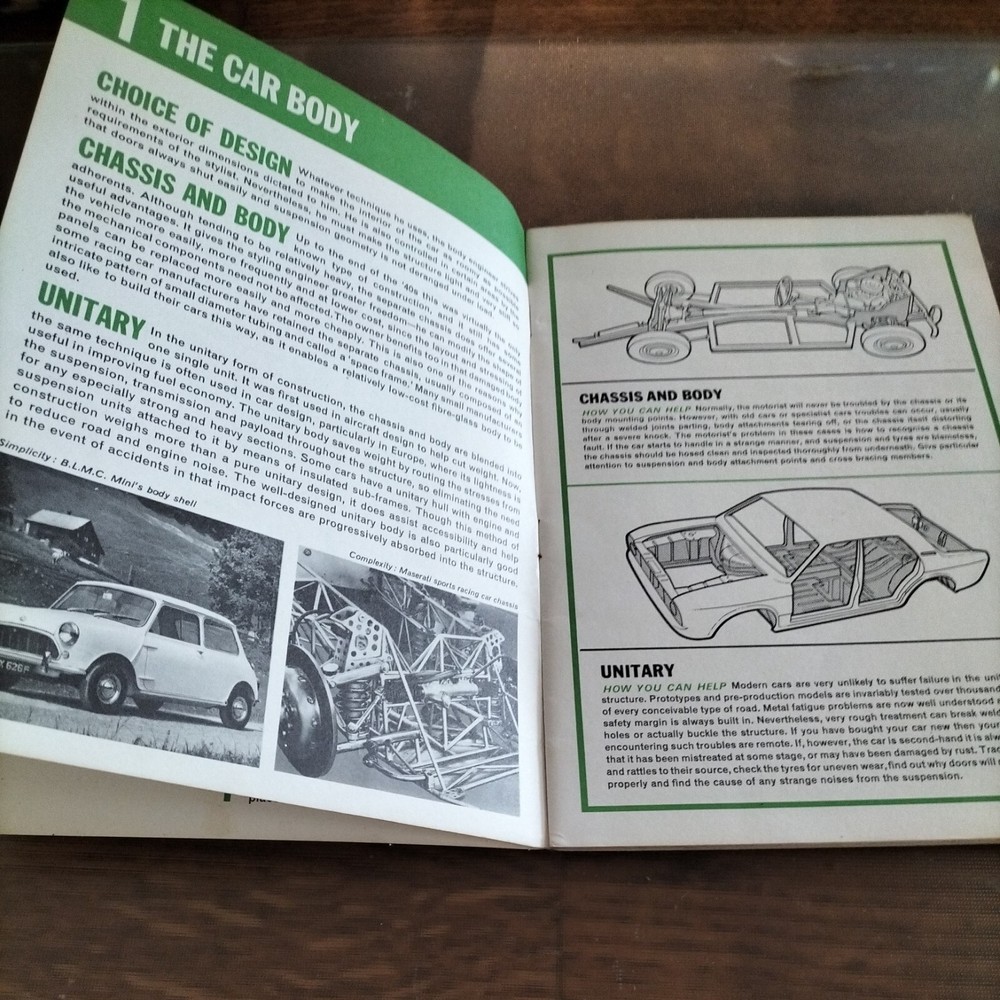 1 THE CAR BODY
CHOICE OF DESIGN Whatever technique he uses, the body engineer
within the exterior dimensions dictated to make the interior of the car as roomy as possible
requirements of the stylist. Nevertheless, he must make the structure light yet
that doors always shut easily and suspension geometry is not deranged under load.
CHASSIS AND BODY Up to the end of the '40s this was virtually the
adherents. Although tending to be relatively heavy, the separate chassis still has
useful advantages. It gives the styling engineer greater freedom—he can modify the
the vehicle more easily, more frequently and at lower cost, since the layout and
the mechanical components need not be affected. The owner benefits too in that damaged body
panels can be replaced more easily and more cheaply. This is also one of the reasons
some racing car manufacturers have retained the separate chassis, usually composed of an
intricate pattern of small diameter tubing and called a 'space frame.' Many small manufacturers
also like to build their cars this way, as it enables a relatively low-cost fibre-glass body to be
used.
UNITARY In the unitary form of construction, the chassis and body are blended into
one single unit. It was first used in aircraft design to help cut weight. Now,
the same technique is often used in car design, particularly in Europe, where its lightness is
useful in improving fuel economy. The unitary body saves weight by routing the stresses from
the suspension, transmission and payload throughout the structure, so eliminating the need
for any especially strong and heavy sections. Some cars have a unitary hull with engine and
suspension units attached to it by means of insulated sub-frames. Though this method of
construction weighs more than a pure unitary design, it does assist accessibility and help
to reduce road and engine noise. The well-designed unitary body is also particularly good
in the event of accidents in that impact forces are progressively absorbed into the structure.
Simplicity: B.L.M.C. Mini's body shell
Complexity: Maserati sports racing car chassis
626F
CHASSIS AND BODY
HOW YOU CAN HELP Normally, the motorist will never be troubled by the chassis or its
body mounting points. However, with old cars or specialist cars troubles can occur, usually
through welded joints parting, body attachments tearing off, or the chassis itself deforming
after a severe knock. The motorist's problem in these cases is how to recognise a chassis
fault. If the car starts to handle in a strange manner, and suspension and tyres are blameless,
the chassis should be hosed clean and inspected thoroughly from underneath. Give particular
attention to suspension and body attachment points and cross bracing members.
UNITARY
HOW YOU CAN HELP Modern cars are very unlikely to suffer failure in the
structure. Prototypes and pre-production models are invariably tested over
of every conceivable type of road. Metal fatigue problems are now well understood
safety margin is always built in. Nevertheless, very rough treatment can break
holes or actually buckle the structure. If you have bought your car new then your
encountering such troubles are remote. If, however, the car is second-hand it is
that it has been mistreated at some stage, or may have been damaged by rust.
and rattles to their source, check the tyres for uneven wear, find out why doors will
properly and find the cause of any strange noises from the suspension.